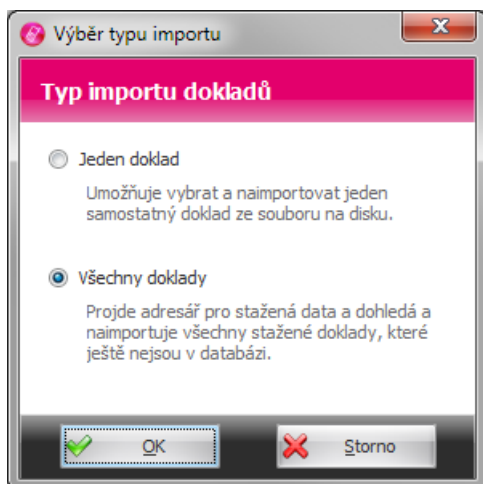 Výběr typu importu
Typ importu dokladů
Jeden doklad
Umožňuje vybrat a naimportovat jeden
samostatný doklad ze souboru na disku.
Všechny doklady
Projde adresář pro stažená data a dohledá a
naimportuje všechny stažené doklady, které
ještě nejsou v databázi.
OK
Storno